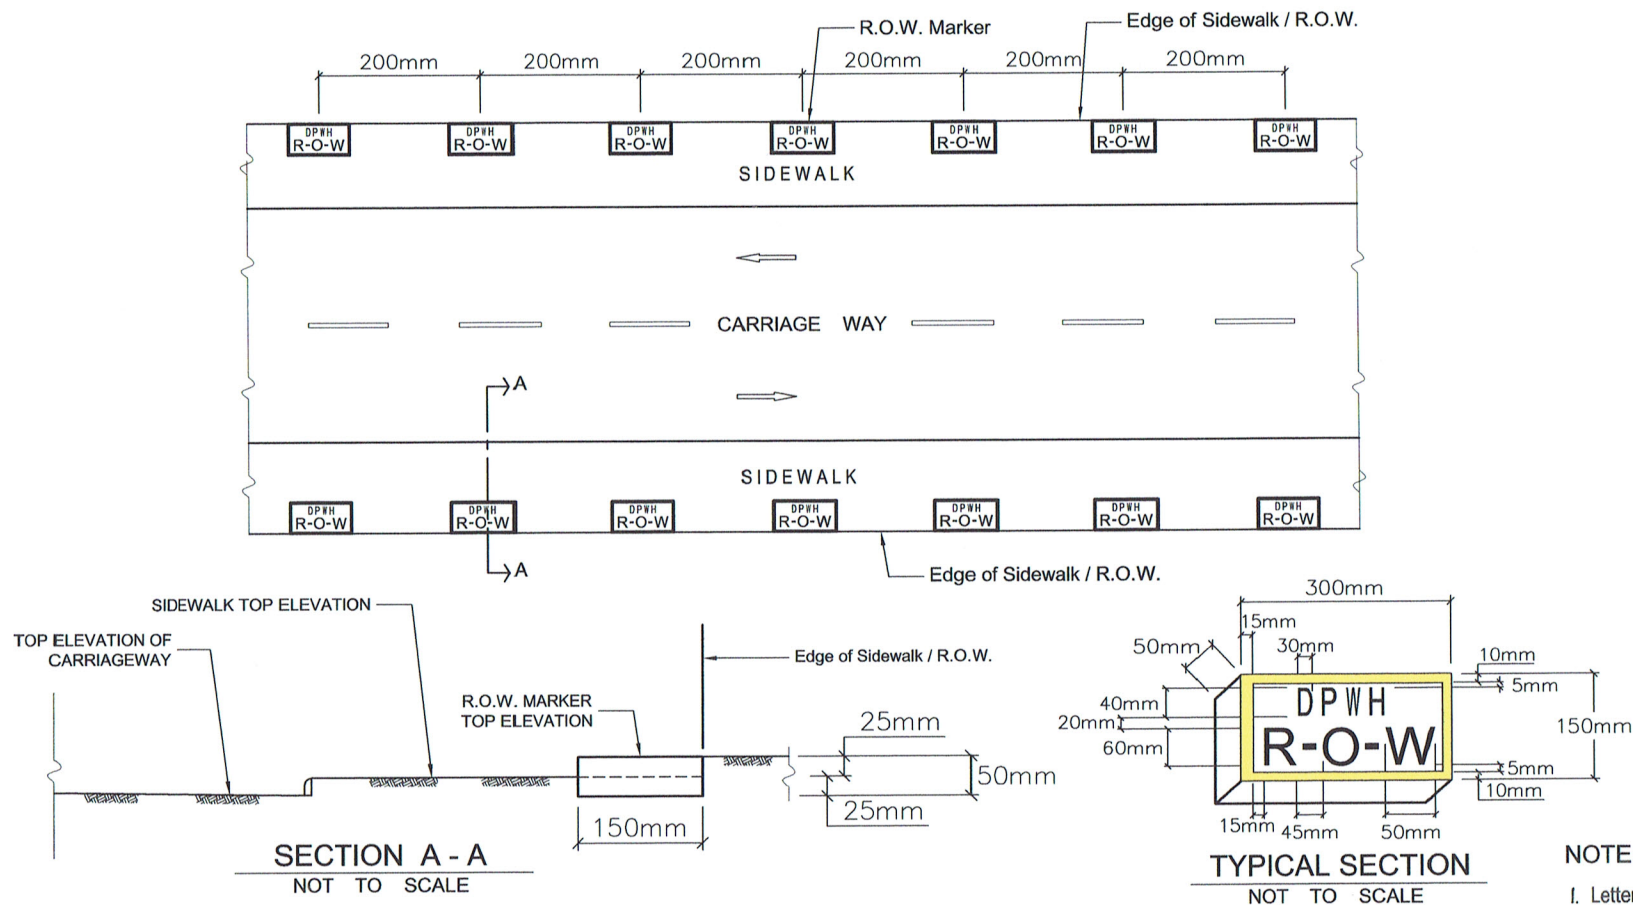 R.O.W. Marker
Edge of Sidewalk / R.O.W.
200mm 200mm 200mm 200mm 200mm 200mm
DPWH DPWH DPWH DPWH DPWH DPWH DPWH
R-O-W R-O-W R-O-W R-O-W R-O-W R-O-W R-O-W
SIDEWALK
CARRIAGE WAY
A
SIDEWALK
DPWH DPWH DPWH DPWH DPWH DPWH DPWH
R-O-W R-O-W R-O-W R-O-W R-O-W R-O-W R-O-W
A
Edge of Sidewalk / R.O.W.
SIDEWALK TOP ELEVATION
TOP ELEVATION OF
CARRIAGEWAY
Edge of Sidewalk / R.O.W.
R.O.W. MARKER
TOP ELEVATION
25mm
50mm
25mm
150mm
SECTION A - A
NOT TO SCALE
300mm
15mm
50mm
30mm
10mm
5mm
40mm
20mm
60mm
150mm
DPWH
R-O-W
5mm
10mm
15mm
45mm
50mm
TYPICAL SECTION
NOT TO SCALE
NOTE
1. Letter